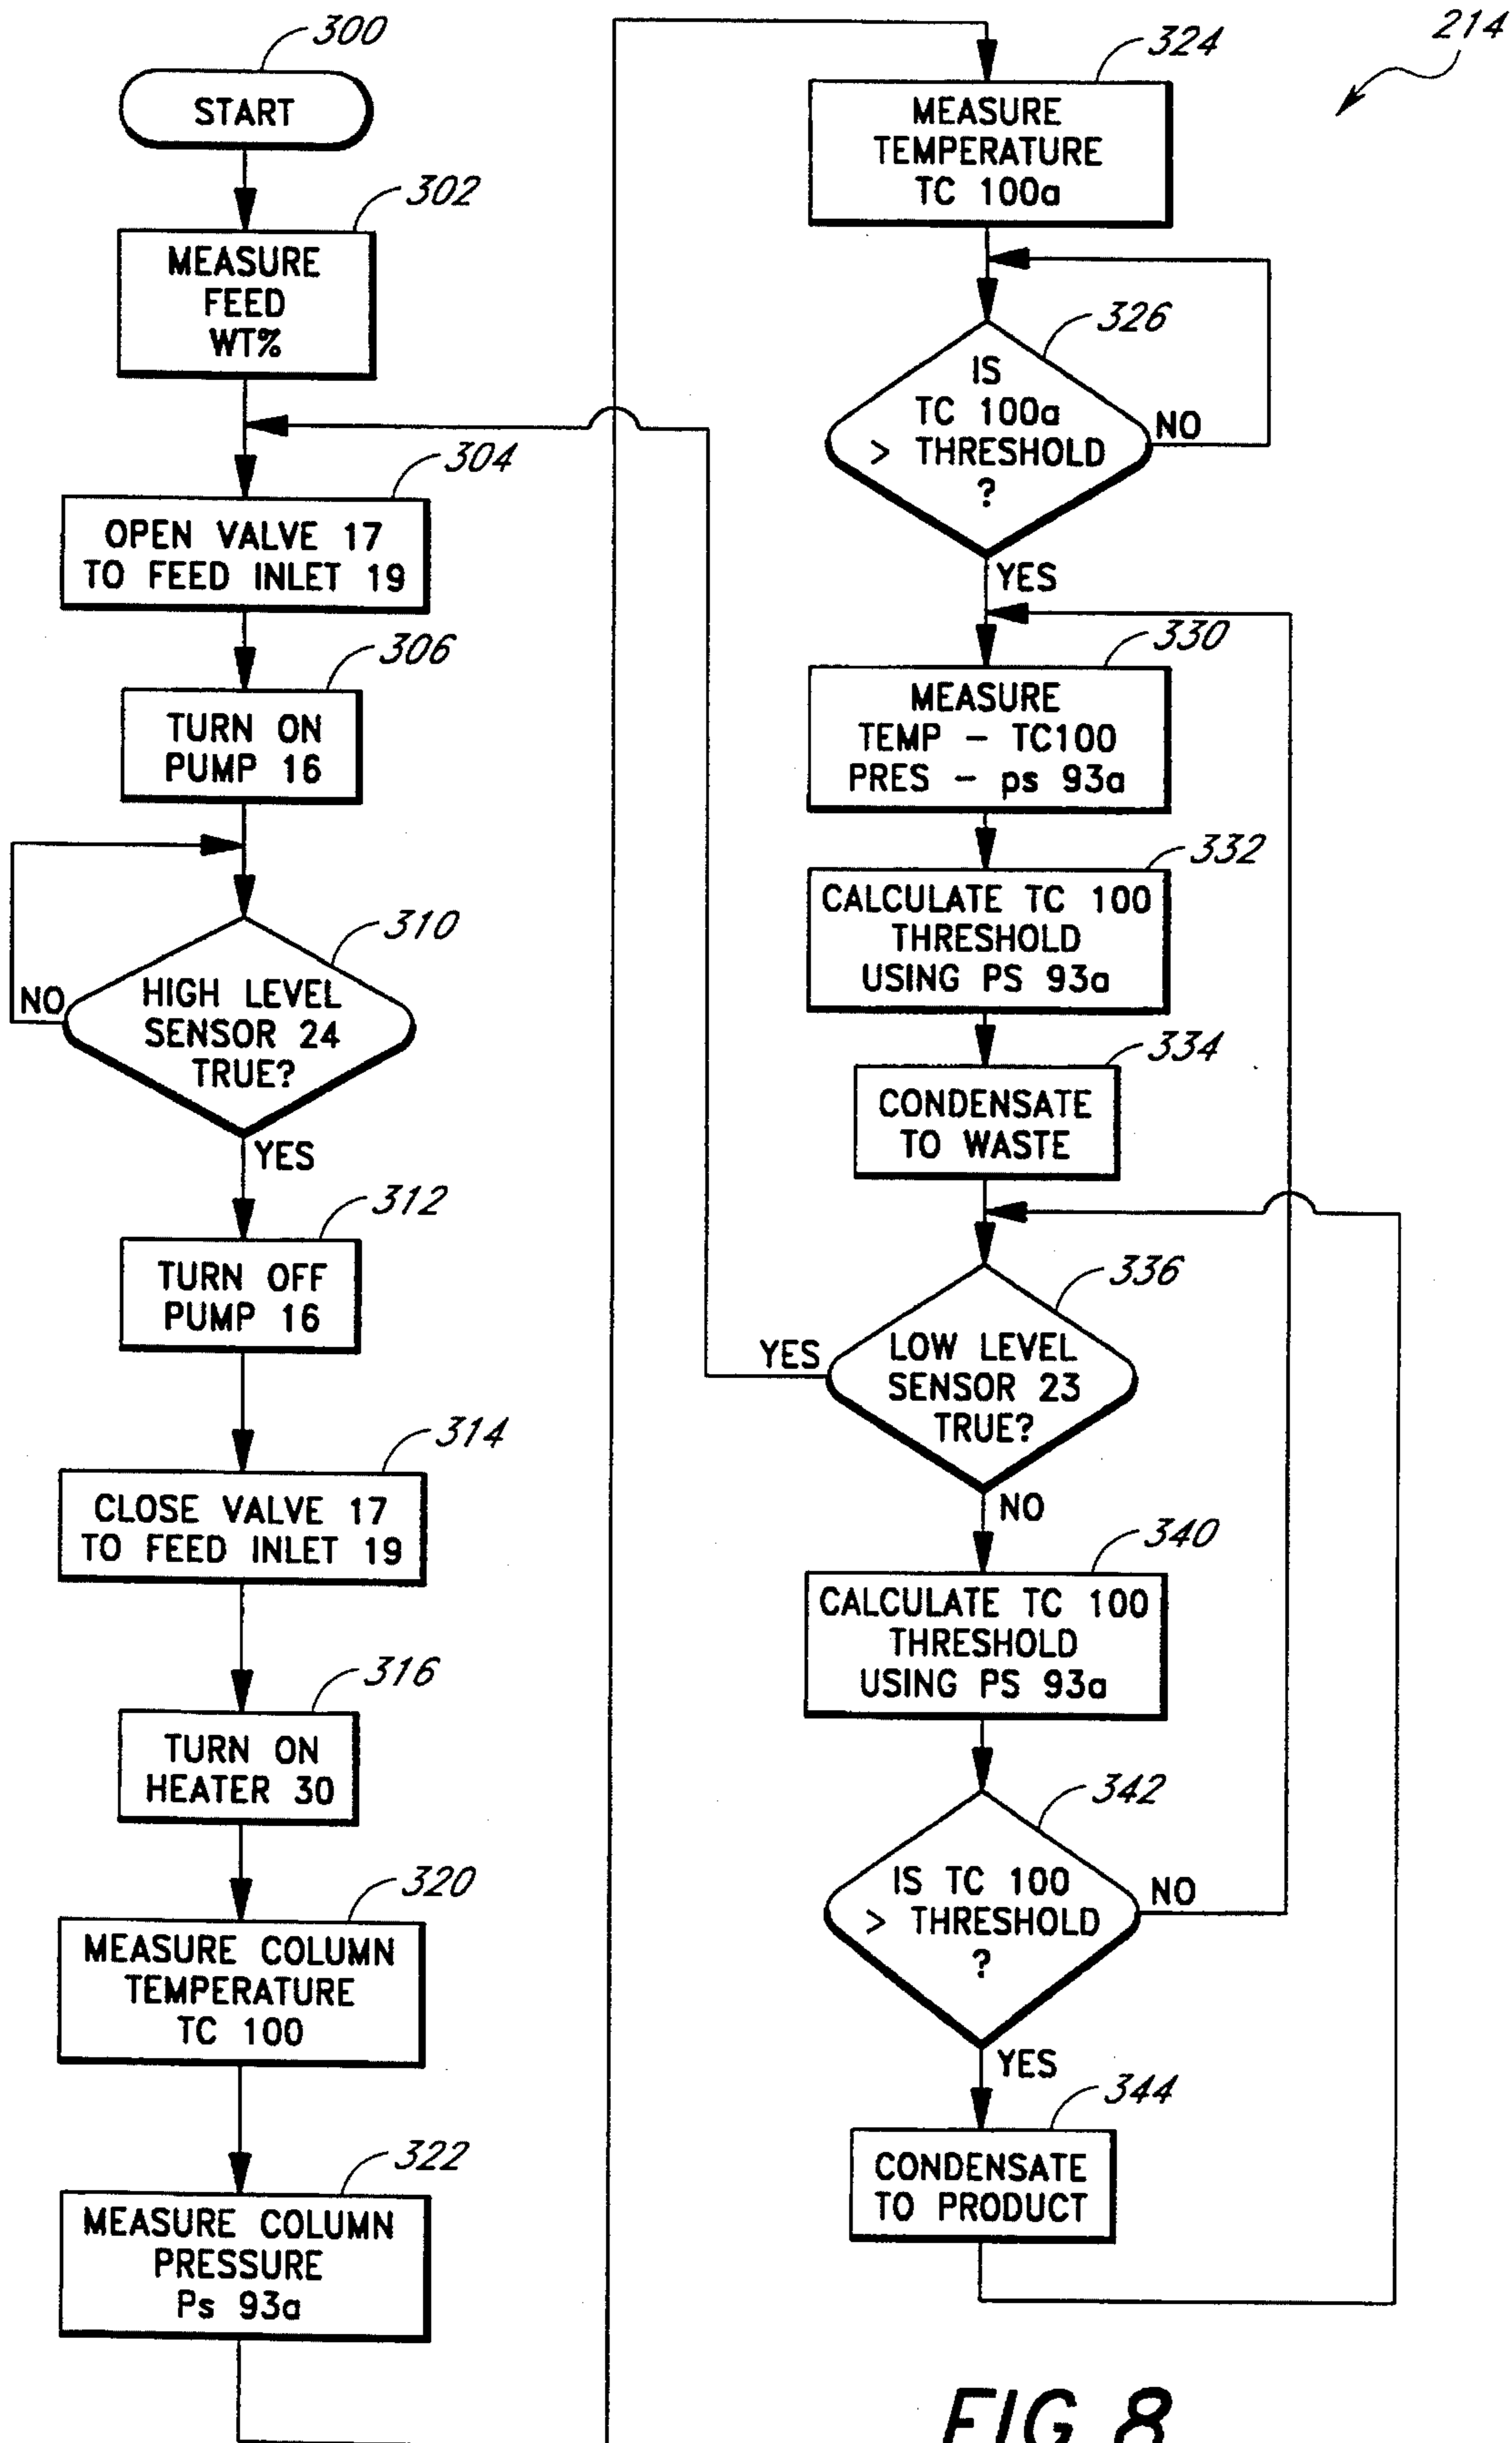 300
START
302
MEASURE
FEED
WT%
304
OPEN VALVE 17
TO FEED INLET 19
306
TURN ON
PUMP 16
310
HIGH LEVEL
SENSOR 24
TRUE?
NO
YES
312
TURN OFF
PUMP 16
314
CLOSE VALVE 17
TO FEED INLET 19
316
TURN ON
HEATER 30
320
MEASURE COLUMN
TEMPERATURE
TC 100
322
MEASURE COLUMN
PRESSURE
Ps 93a
214
324
MEASURE
TEMPERATURE
TC 100a
326
IS
TC 100a
> THRESHOLD
?
NO
YES
330
MEASURE
TEMP - TC100
PRES - ps 93a
332
CALCULATE TC 100
THRESHOLD
USING PS 93a
334
CONDENSATE
TO WASTE
336
LOW LEVEL
SENSOR 23
TRUE?
YES
NO
340
CALCULATE TC 100
THRESHOLD
USING PS 93a
342
IS TC 100
> THRESHOLD
?
NO
YES
344
CONDENSATE
TO PRODUCT
FIG 8